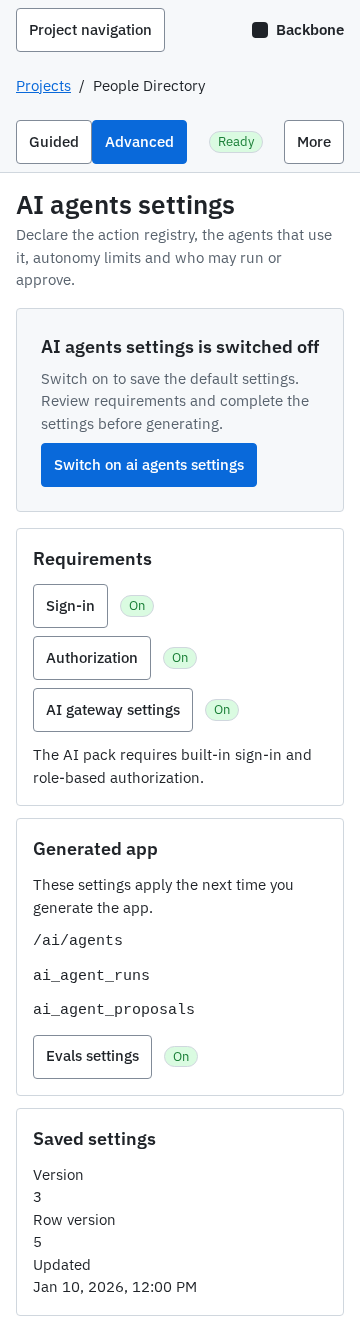 Project navigation
Backbone
Projects / People Directory
Guided
Advanced
Ready
More
AI agents settings
Declare the action registry, the agents that use
it, autonomy limits and who may run or
approve.
AI agents settings is switched off
Switch on to save the default settings.
Review requirements and complete the
settings before generating.
Switch on ai agents settings
Requirements
Sign-in On
Authorization On
AI gateway settings On
The AI pack requires built-in sign-in and
role-based authorization.
Generated app
These settings apply the next time you
generate the app.
/ai/agents
ai_agent_runs
ai_agent_proposals
Evals settings On
Saved settings
Version
3
Row version
5
Updated
Jan 10, 2026, 12:00 PM